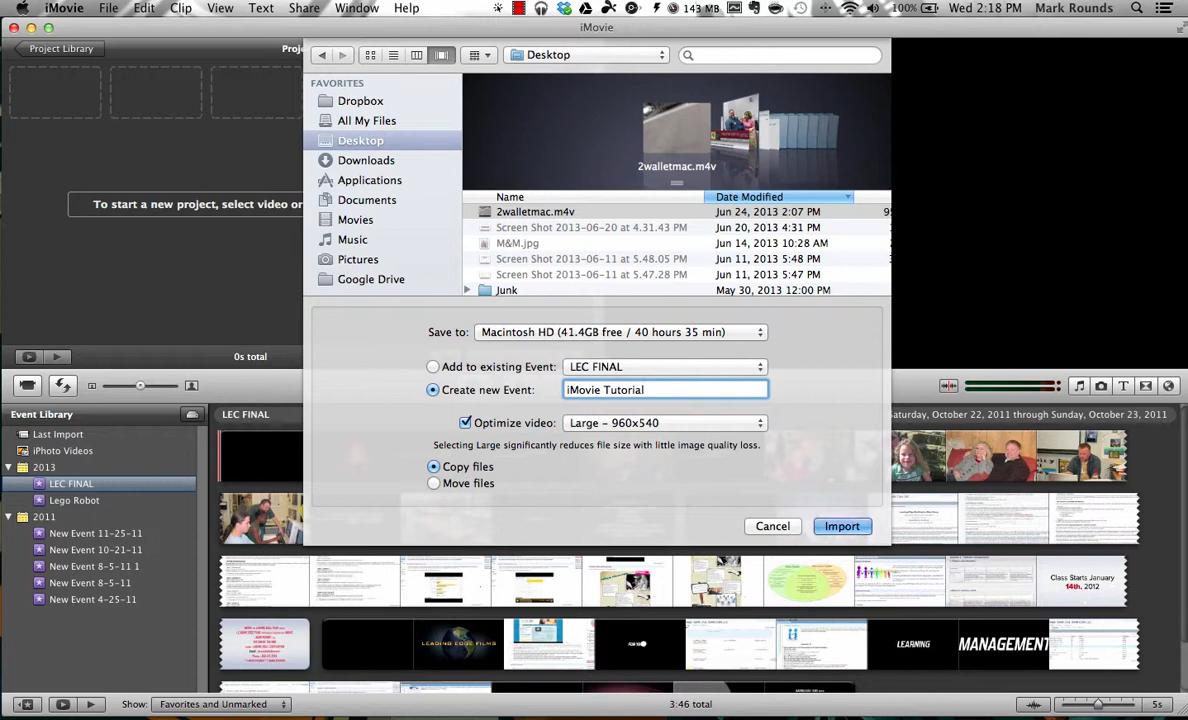 iMovie File Edit Clip View Text Share Window Help 143 MB 100% Wed 2:18 PM Mark Rounds
iMovie
Project Library
Desktop
FAVORITES
Dropbox
All My Files
Desktop
Downloads
Applications
Documents
Movies
Music
Pictures
Google Drive
2walletmac.m4v
Name Date Modified
2walletmac.m4v Jun 24, 2013 2:07 PM
Screen Shot 2013-06-20 at 4.31.43 PM Jun 20, 2013 4:31 PM
M&M.jpg Jun 14, 2013 10:28 AM
Screen Shot 2013-06-11 at 5.48.05 PM Jun 11, 2013 5:48 PM
Screen Shot 2013-06-11 at 5.47.28 PM Jun 11, 2013 5:47 PM
Junk May 30, 2013 12:00 PM
To start a new project, select video or
0s total
Save to: Macintosh HD (41.4GB free / 40 hours 35 min)
Add to existing Event: LEC FINAL
Create new Event: iMovie Tutorial
Optimize video: Large - 960x540
Selecting Large significantly reduces file size with little image quality loss.
Copy files
Move files
Cancel Import
Event Library
Last Import
iPhoto Videos
2013
LEC FINAL
Lego Robot
2011
New Event 11-25-11
New Event 10-21-11
New Event 8-5-11 1
New Event 8-5-11
New Event 4-25-11
LEC FINAL
Saturday, October 22, 2011 through Sunday, October 23, 2011
Class Starts January
14th, 2012
LEADING EDGE FILMS
LEARNING
MANAGEMENT
Show: Favorites and Unmarked
3:46 total
5s